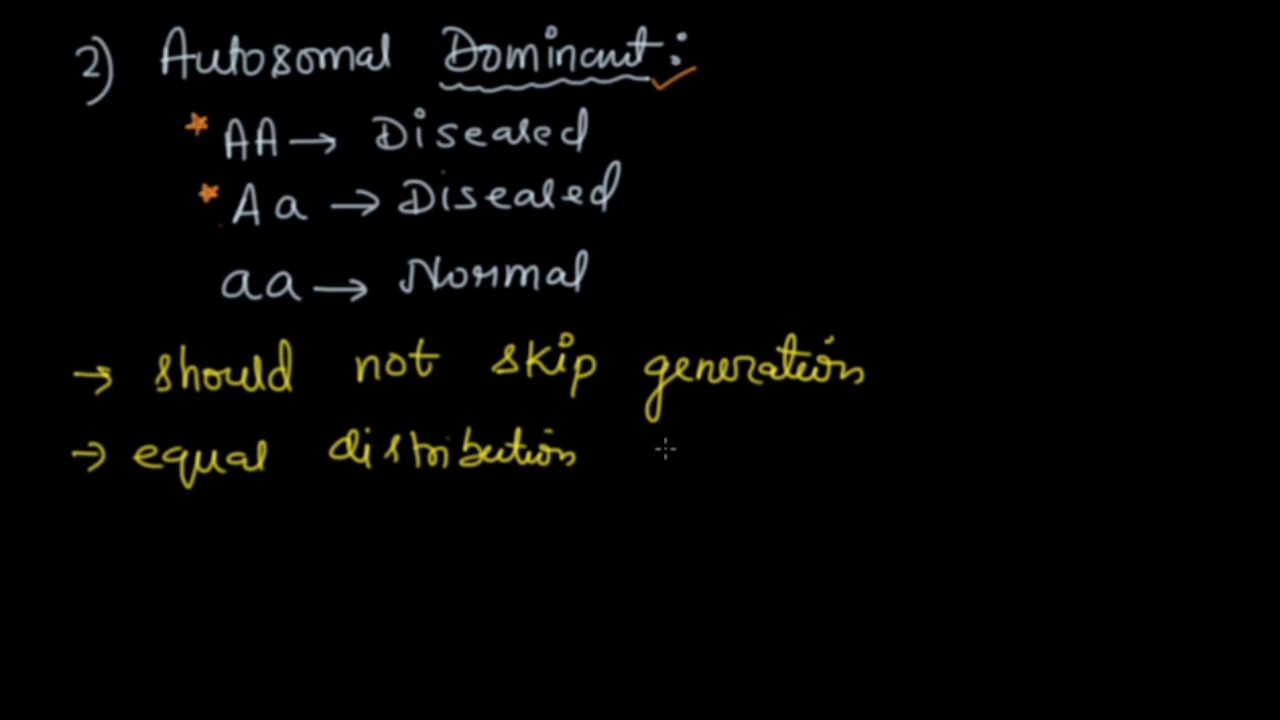 2) Autosomal Dominant:
AA → Diseased
Aa → Diseased
aa → Normal
→ should not skip generation
→ equal distribution